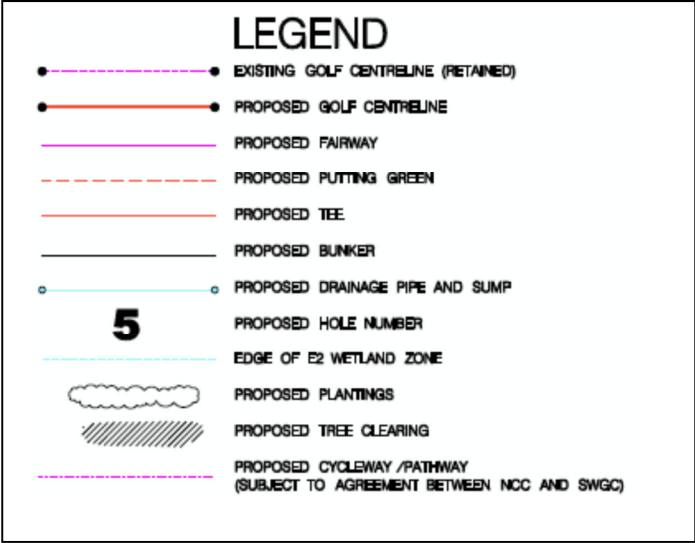 LEGEND
EXISTING GOLF CENTRELINE (RETAINED)
PROPOSED GOLF CENTRELINE
PROPOSED FAIRWAY
PROPOSED PUTTING GREEN
PROPOSED TEE
PROPOSED BUNKER
PROPOSED DRAINAGE PIPE AND SUMP
5 PROPOSED HOLE NUMBER
EDGE OF E2 WETLAND ZONE
PROPOSED PLANTINGS
PROPOSED TREE CLEARING
PROPOSED CYCLEWAY /PATHWAY
(SUBJECT TO AGREEMENT BETWEEN NCC AND SWGC)